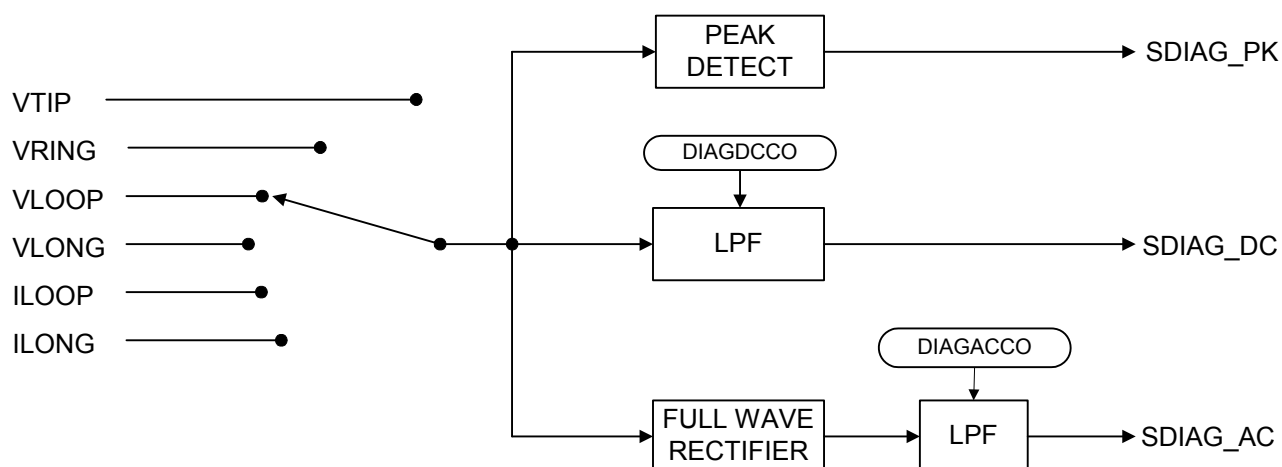 VTIP
VRING
VLOOP
VLONG
ILOOP
ILONG
PEAK
DETECT
SDIAG_PK
DIAGDCCO
LPF
SDIAG_DC
DIAGACCO
FULL WAVE
RECTIFIER
LPF
SDIAG_AC